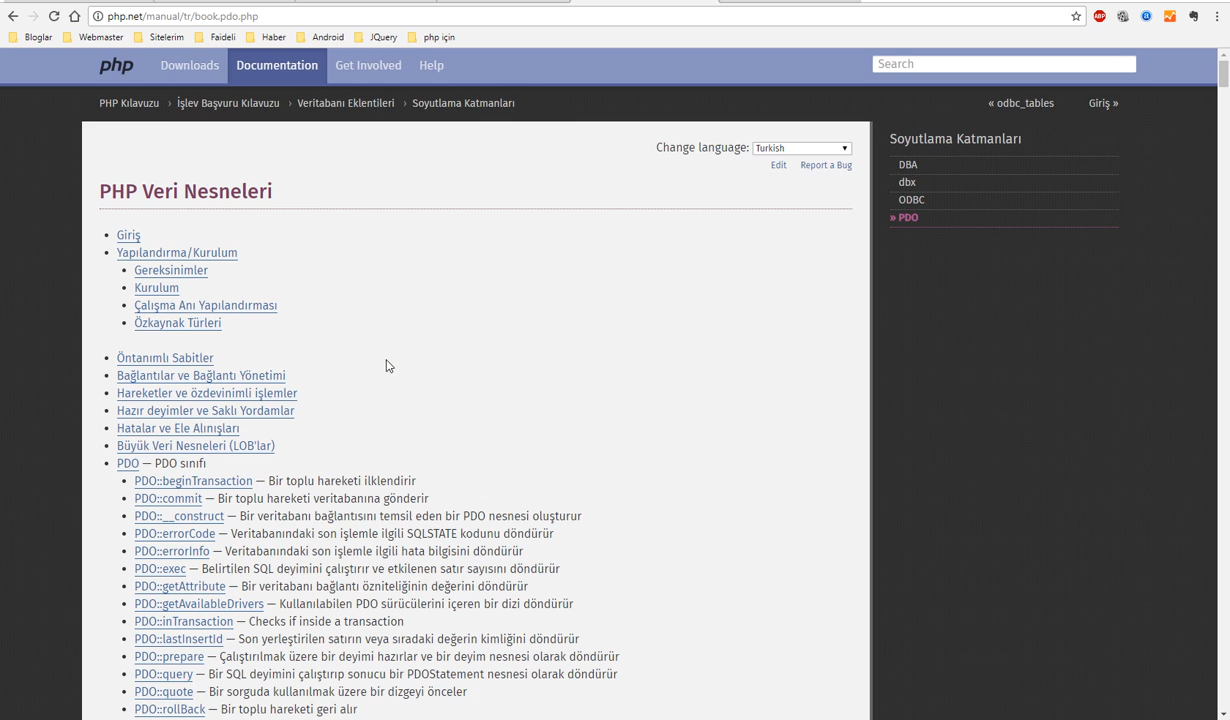 php.net/manual/tr/book.pdo.php
Bloglar Webmaster Sitelerim Faideli Haber Android JQuery php için
php Downloads Documentation Get Involved Help Search
PHP Kılavuzu › İşlev Başvuru Kılavuzu › Veritabanı Eklentileri › Soyutlama Katmanları « odbc_tables Giriş »
Change language: Turkish
Edit Report a Bug
PHP Veri Nesneleri
Giriş
Yapılandırma/Kurulum
Gereksinimler
Kurulum
Çalışma Anı Yapılandırması
Özkaynak Türleri
Öntanımlı Sabitler
Bağlantılar ve Bağlantı Yönetimi
Hareketler ve özdevinimli işlemler
Hazır deyimler ve Saklı Yordamlar
Hatalar ve Ele Alınışları
Büyük Veri Nesneleri (LOB'lar)
PDO — PDO sınıfı
PDO::beginTransaction — Bir toplu hareketi ilklendirir
PDO::commit — Bir toplu hareketi veritabanına gönderir
PDO::__construct — Bir veritabanı bağlantısını temsil eden bir PDO nesnesi oluşturur
PDO::errorCode — Veritabanındaki son işlemle ilgili SQLSTATE kodunu döndürür
PDO::errorInfo — Veritabanındaki son işlemle ilgili hata bilgisini döndürür
PDO::exec — Belirtilen SQL deyimini çalıştırır ve etkilenen satır sayısını döndürür
PDO::getAttribute — Bir veritabanı bağlantı özniteliğinin değerini döndürür
PDO::getAvailableDrivers — Kullanılabilen PDO sürücülerini içeren bir dizi döndürür
PDO::inTransaction — Checks if inside a transaction
PDO::lastInsertId — Son yerleştirilen satırın veya sıradaki değerin kimliğini döndürür
PDO::prepare — Çalıştırılmak üzere bir deyimi hazırlar ve bir deyim nesnesi olarak döndürür
PDO::query — Bir SQL deyimini çalıştırıp sonucu bir PDOStatement nesnesi olarak döndürür
PDO::quote — Bir sorguda kullanılmak üzere bir dizgeyi önceler
PDO::rollBack — Bir toplu hareketi geri alır
Soyutlama Katmanları
DBA
dbx
ODBC
» PDO